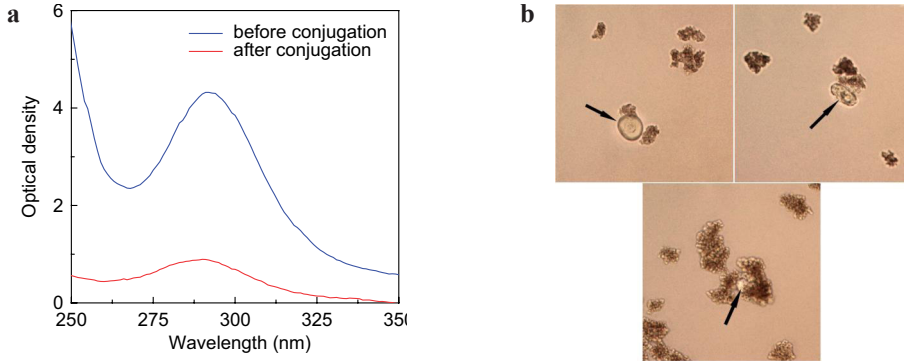 a
before conjugation
after conjugation
6
4
2
0
Optical density
250
275
300
325
350
Wavelength (nm)
b